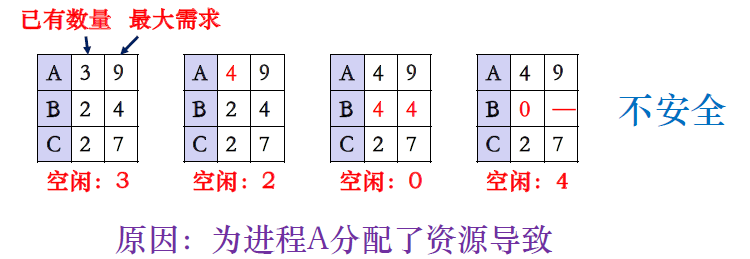 已有数量 最大需求
A 3 9 A 4 9 A 4 9 A 4 9
B 2 4 B 2 4 B 4 4 B 0 — 不安全
C 2 7 C 2 7 C 2 7 C 2 7
空闲：3 空闲：2 空闲：0 空闲：4
原因：为进程A分配了资源导致